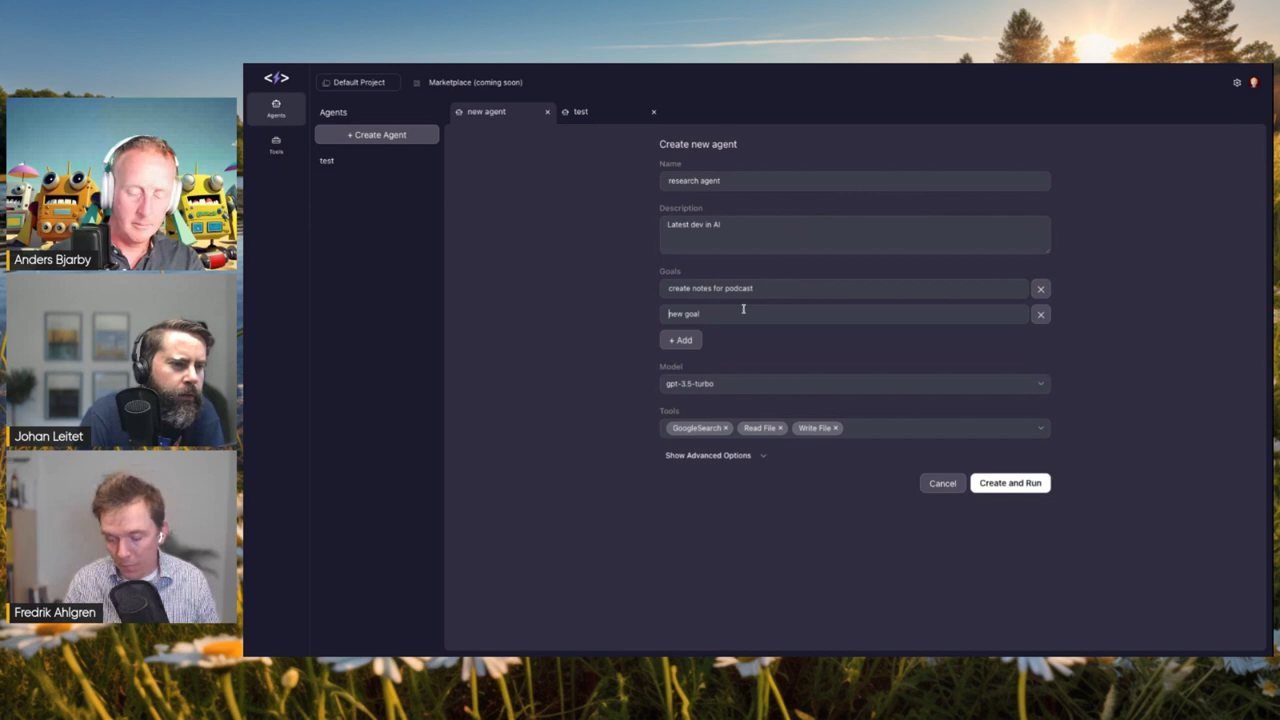 </>
Default Project
Marketplace (coming soon)
Agents
Tools
Agents
+ Create Agent
test
new agent
test
Create new agent
Name
research agent
Description
Latest dev in AI
Goals
create notes for podcast
new goal
+ Add
Model
gpt-3.5-turbo
Tools
GoogleSearch × Read File × Write File ×
Show Advanced Options
Cancel
Create and Run
Anders Bjarby
Johan Leitet
Fredrik Ahlgren